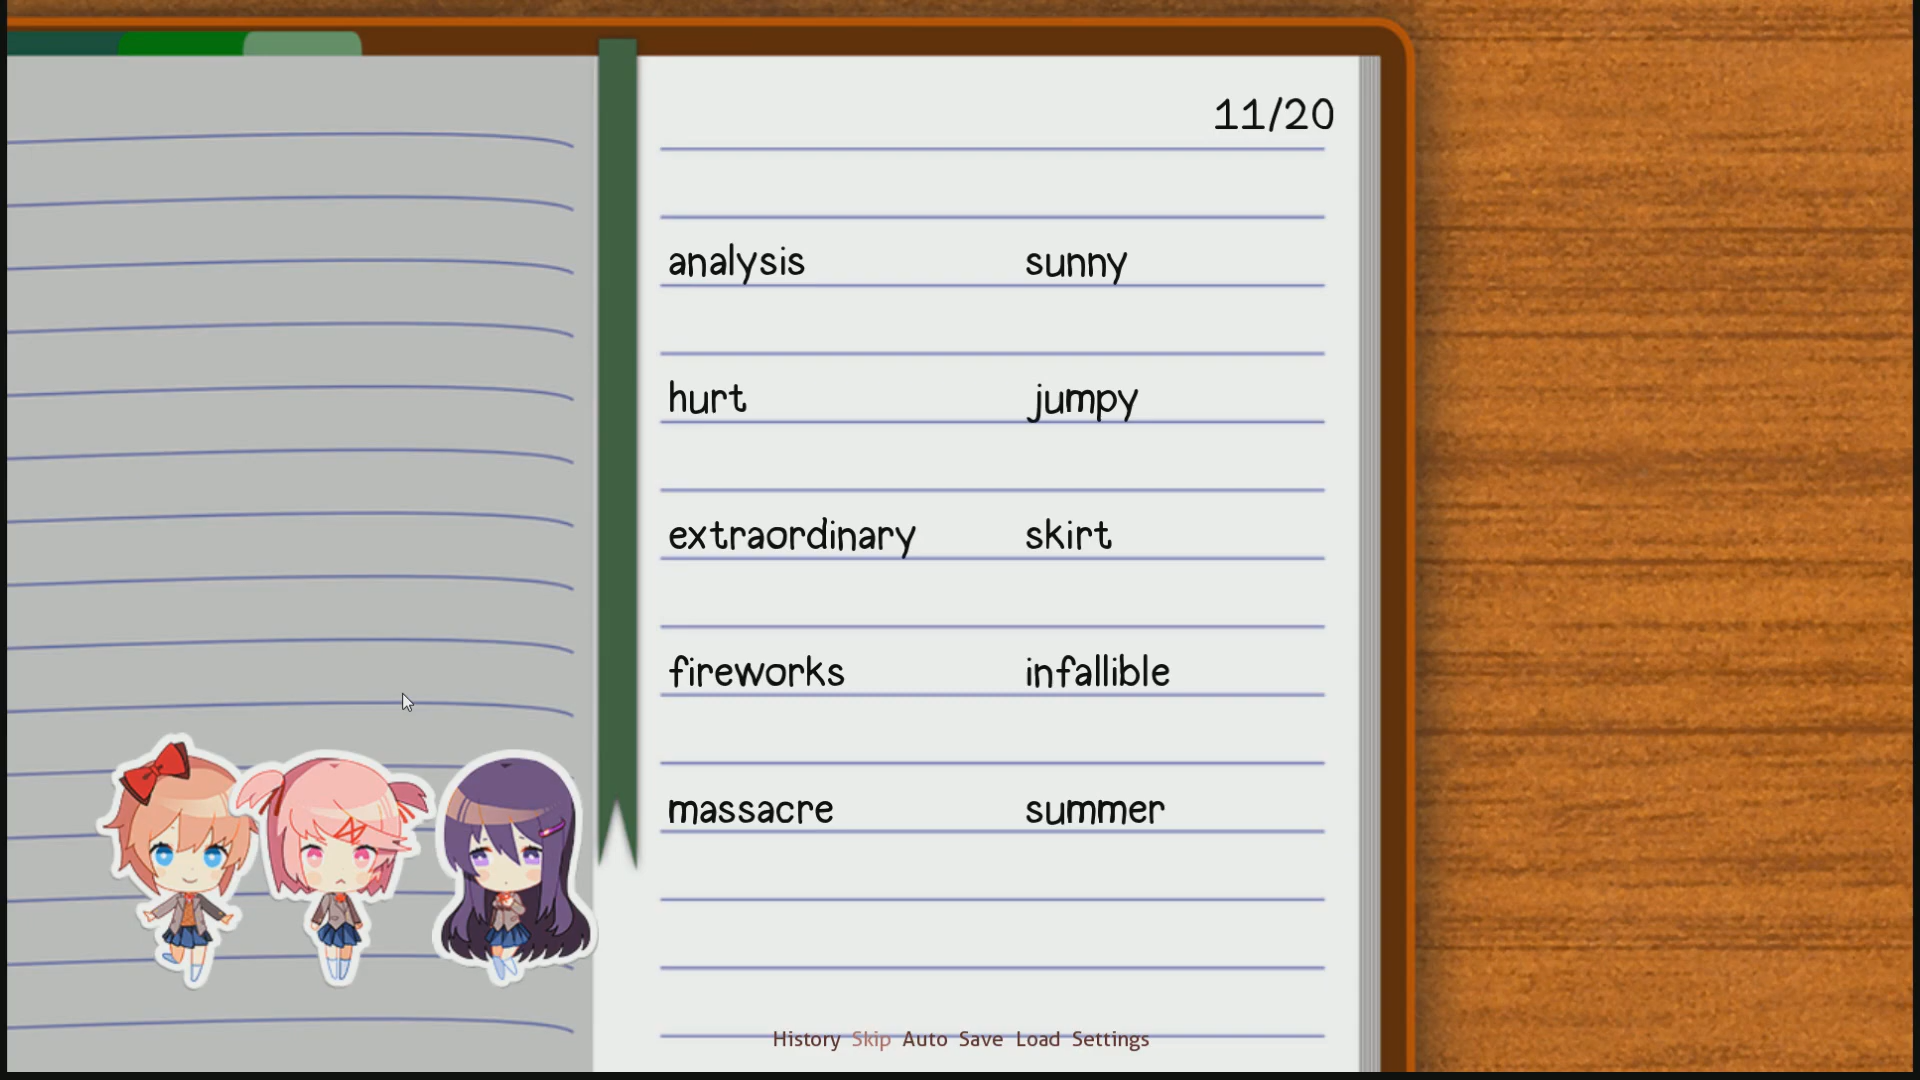 11/20
analysis sunny
hurt jumpy
extraordinary skirt
fireworks infallible
massacre summer
History Skip Auto Save Load Settings